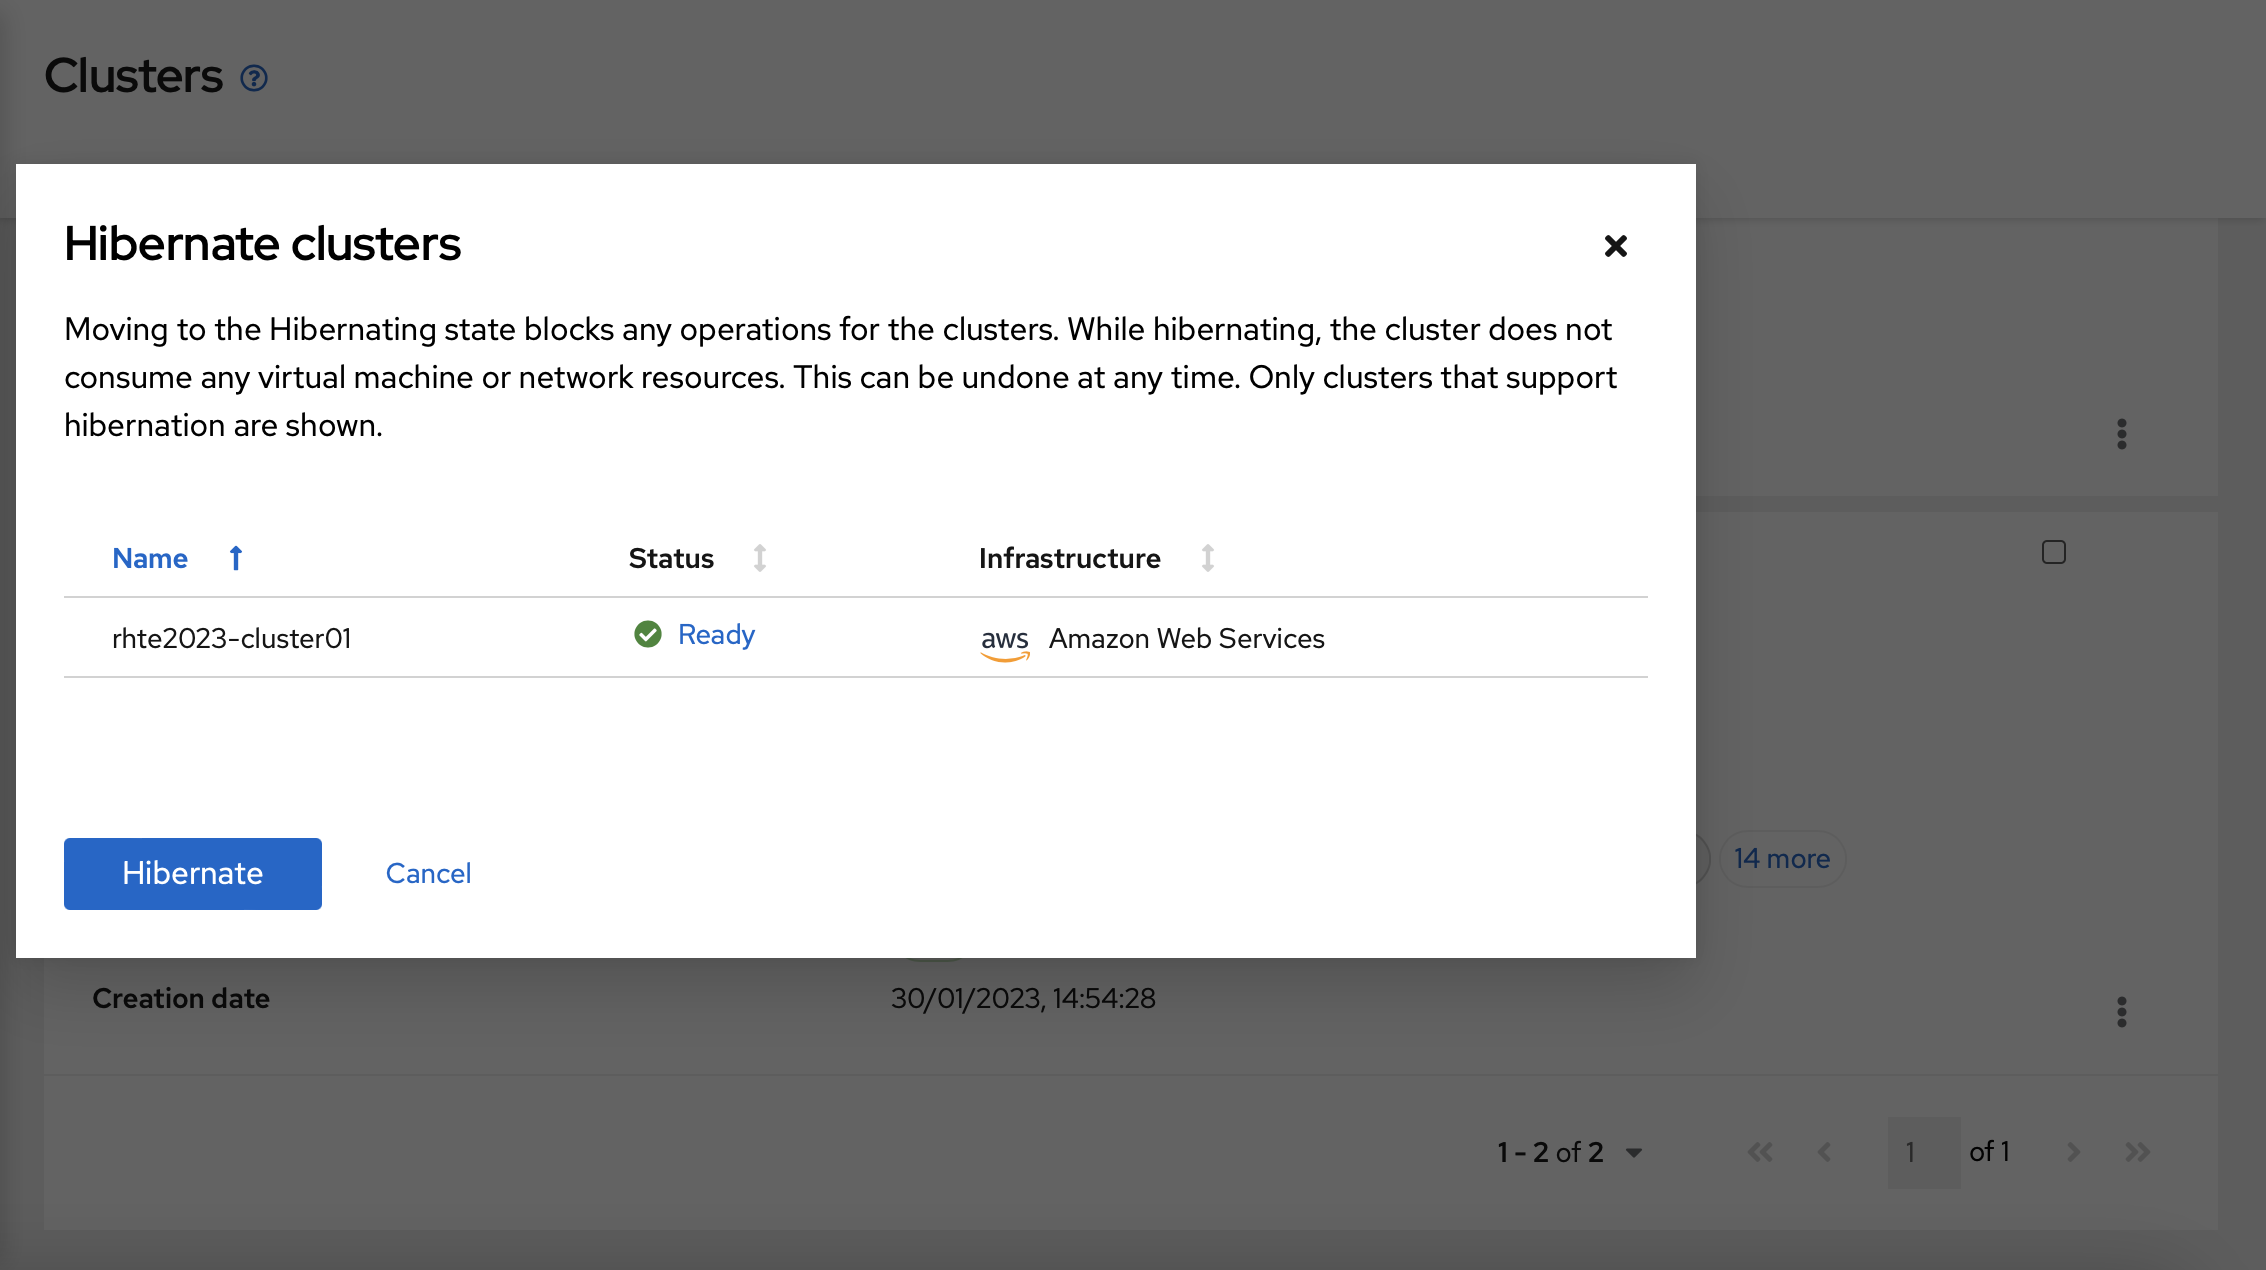 Clusters
Hibernate clusters
Moving to the Hibernating state blocks any operations for the clusters. While hibernating, the cluster does not
consume any virtual machine or network resources. This can be undone at any time. Only clusters that support
hibernation are shown.
Name Status Infrastructure
rhte2023-cluster01 Ready aws Amazon Web Services
14 more
Hibernate Cancel
Creation date 30/01/2023, 14:54:28
1 - 2 of 2 1 of 1